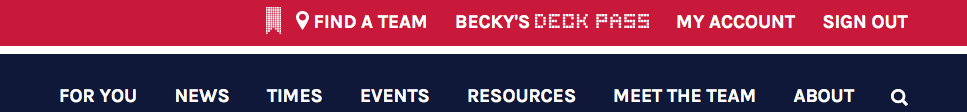 FIND A TEAM BECKY'S DECK PASS MY ACCOUNT SIGN OUT
FOR YOU NEWS TIMES EVENTS RESOURCES MEET THE TEAM ABOUT